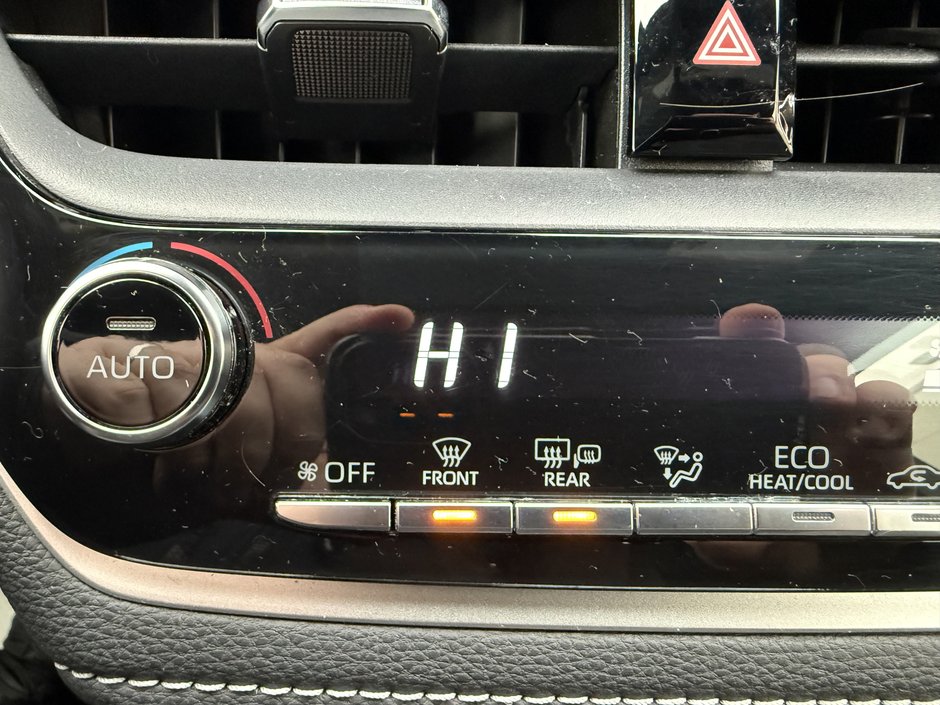 HI
AUTO
OFF
FRONT
REAR
ECO
HEAT/COOL